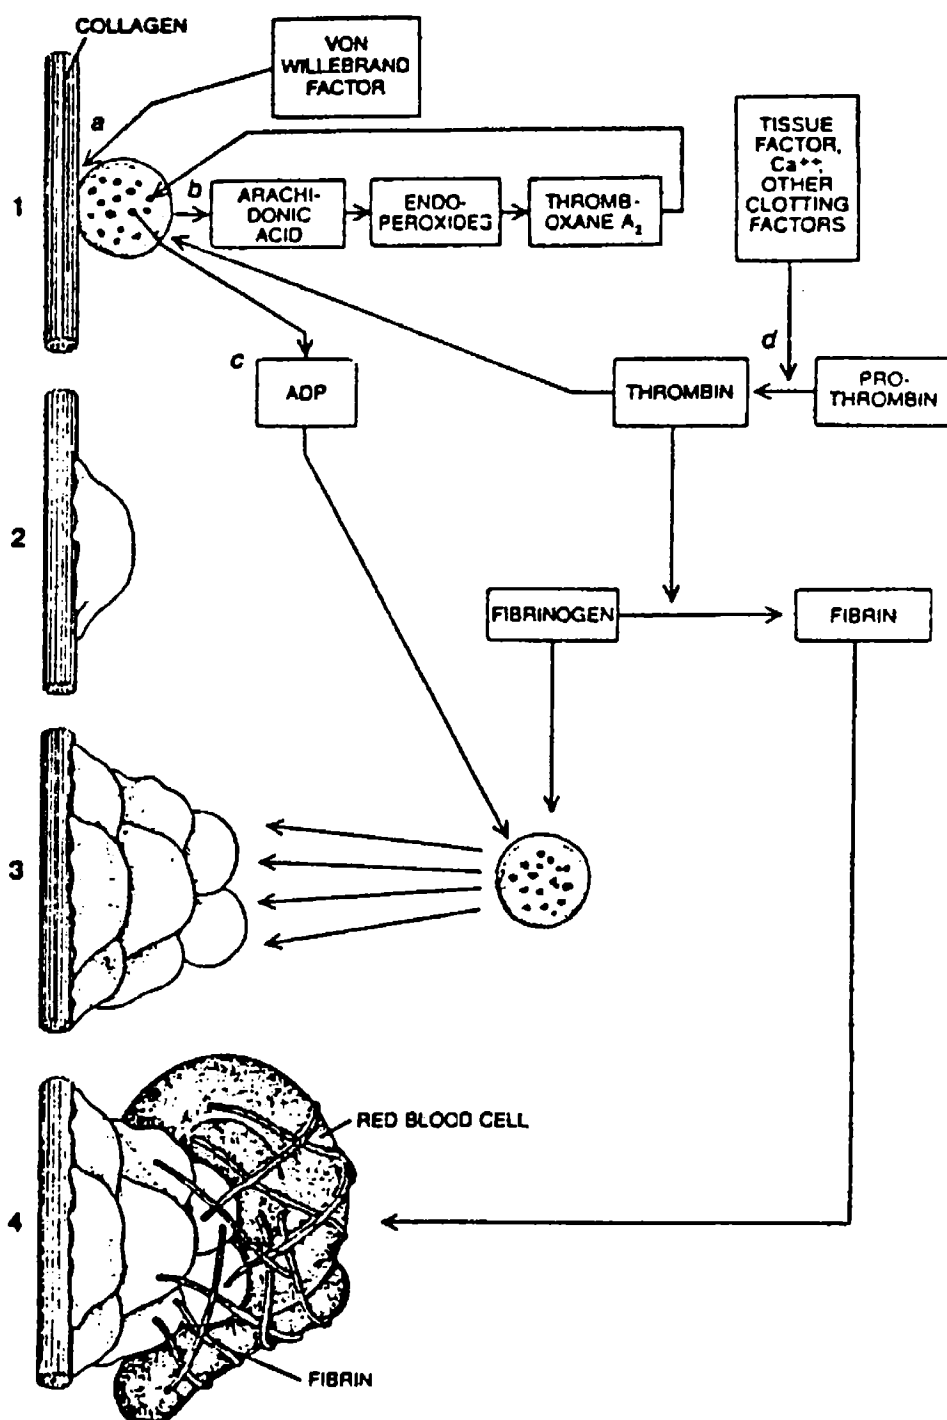 COLLAGEN
VON
WILLEBRAND
FACTOR
a
TISSUE
FACTOR,
Ca++,
OTHER
CLOTTING
FACTORS
1
b
ARACHI-
DONIC
ACID
ENDO-
PEROXIDES
THROMB-
OXANE A2
d
c
ADP
THROMBIN
PRO-
THROMBIN
2
FIBRINOGEN
FIBRIN
3
RED BLOOD CELL
4
FIBRIN